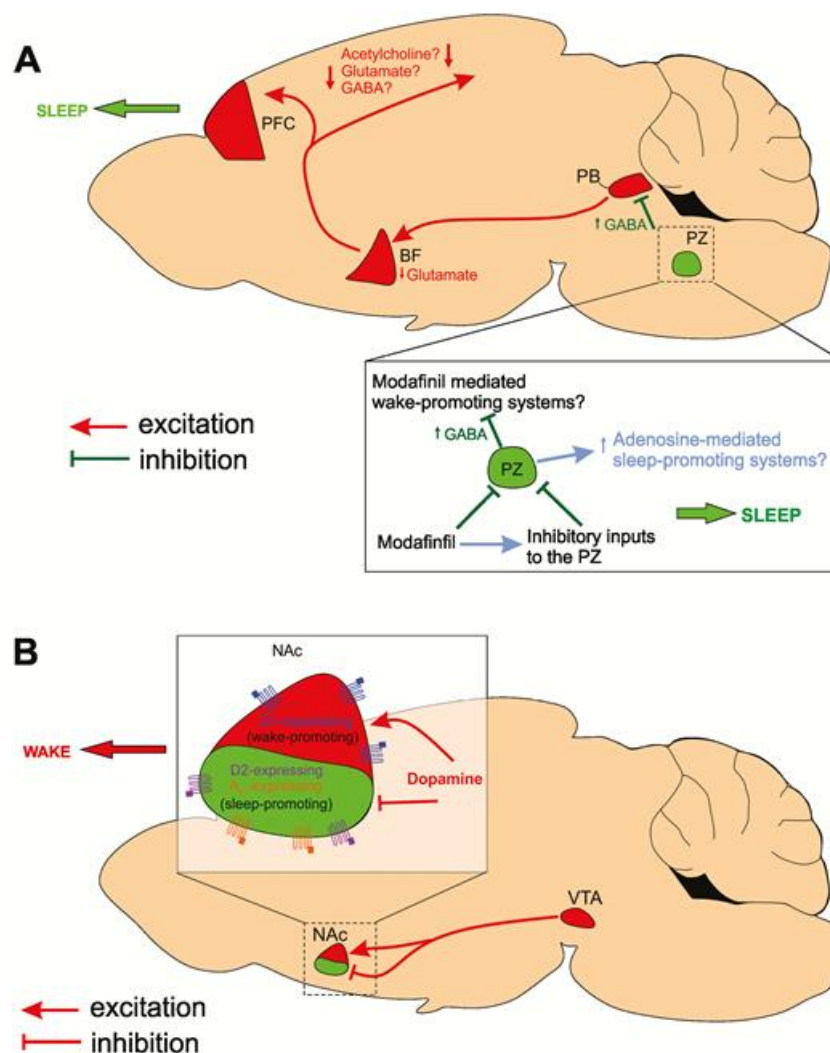 A
Acetylcholine?
Glutamate?
GABA?
SLEEP
PFC
PB
↑ GABA
PZ
BF
↓Glutamate
Modafinil mediated
wake-promoting systems?
↑ GABA
PZ
↑ Adenosine-mediated
sleep-promoting systems?
excitation
inhibition
SLEEP
Modafinfil
Inhibitory inputs
to the PZ
B
NAc
(wake-promoting)
WAKE
Dopamine
D2-expressing
(sleep-promoting)
VTA
NAc
excitation
inhibition